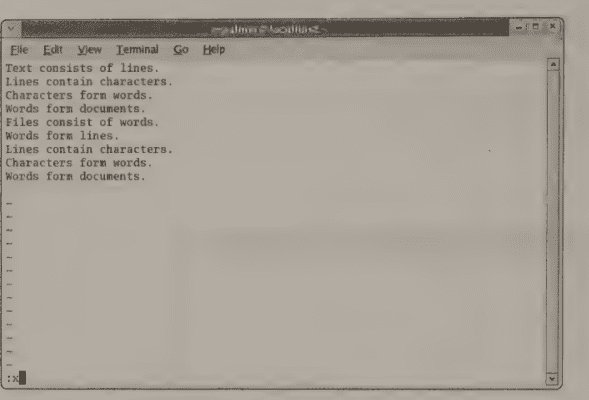 File Edit View Terminal Go Help
Text consists of lines.
Lines contain characters.
Characters form words.
Words form documents.
Files consist of words.
Words form lines.
Lines contain characters.
Characters form words.
Words form documents.
~
~
~
~
~
~
~
~
~
~
~
~
~
:x